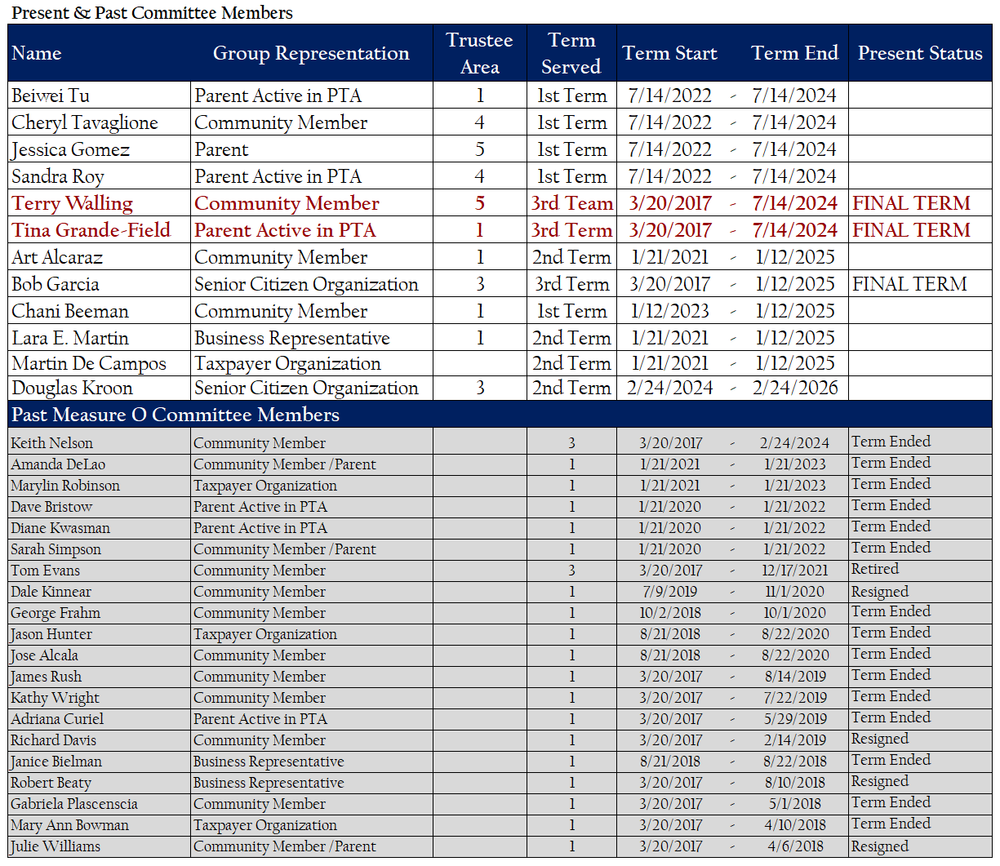 Present & Past Committee Members
Name Group Representation Trustee Area Term Served Term Start Term End Present Status
Beiwei Tu Parent Active in PTA 1 1st Term 7/14/2022 - 7/14/2024
Cheryl Tavaglione Community Member 4 1st Term 7/14/2022 - 7/14/2024
Jessica Gomez Parent 5 1st Term 7/14/2022 - 7/14/2024
Sandra Roy Parent Active in PTA 4 1st Term 7/14/2022 - 7/14/2024
Terry Walling Community Member 5 3rd Team 3/20/2017 - 7/14/2024 FINAL TERM
Tina Grande-Field Parent Active in PTA 1 3rd Term 3/20/2017 - 7/14/2024 FINAL TERM
Art Alcaraz Community Member 1 2nd Term 1/21/2021 - 1/12/2025
Bob Garcia Senior Citizen Organization 3 3rd Term 3/20/2017 - 1/12/2025 FINAL TERM
Chani Beeman Community Member 1 1st Term 1/12/2023 - 1/12/2025
Lara E. Martin Business Representative 1 2nd Term 1/21/2021 - 1/12/2025
Martin De Campos Taxpayer Organization 2nd Term 1/21/2021 - 1/12/2025
Douglas Kroon Senior Citizen Organization 3 2nd Term 2/24/2024 - 2/24/2026
Past Measure O Committee Members
Keith Nelson Community Member 3 3/20/2017 - 2/24/2024 Term Ended
Amanda DeLao Community Member /Parent 1 1/21/2021 - 1/21/2023 Term Ended
Marylin Robinson Taxpayer Organization 1 1/21/2021 - 1/21/2023 Term Ended
Dave Bristow Parent Active in PTA 1 1/21/2020 - 1/21/2022 Term Ended
Diane Kwasman Parent Active in PTA 1 1/21/2020 - 1/21/2022 Term Ended
Sarah Simpson Community Member /Parent 1 1/21/2020 - 1/21/2022 Term Ended
Tom Evans Community Member 3 3/20/2017 - 12/17/2021 Retired
Dale Kinnear Community Member 1 7/9/2019 - 11/1/2020 Resigned
George Frahm Community Member 1 10/2/2018 - 10/1/2020 Term Ended
Jason Hunter Taxpayer Organization 1 8/21/2018 - 8/22/2020 Term Ended
Jose Alcala Community Member 1 8/21/2018 - 8/22/2020 Term Ended
James Rush Community Member 1 3/20/2017 - 8/14/2019 Term Ended
Kathy Wright Community Member 1 3/20/2017 - 7/22/2019 Term Ended
Adriana Curiel Parent Active in PTA 1 3/20/2017 - 5/29/2019 Term Ended
Richard Davis Community Member 1 3/20/2017 - 2/14/2019 Resigned
Janice Bielman Business Representative 1 8/21/2018 - 8/22/2018 Term Ended
Robert Beaty Business Representative 1 3/20/2017 - 8/10/2018 Resigned
Gabriela Plascenscia Community Member 1 3/20/2017 - 5/1/2018 Term Ended
Mary Ann Bowman Taxpayer Organization 1 3/20/2017 - 4/10/2018 Term Ended
Julie Williams Community Member /Parent 1 3/20/2017 - 4/6/2018 Resigned